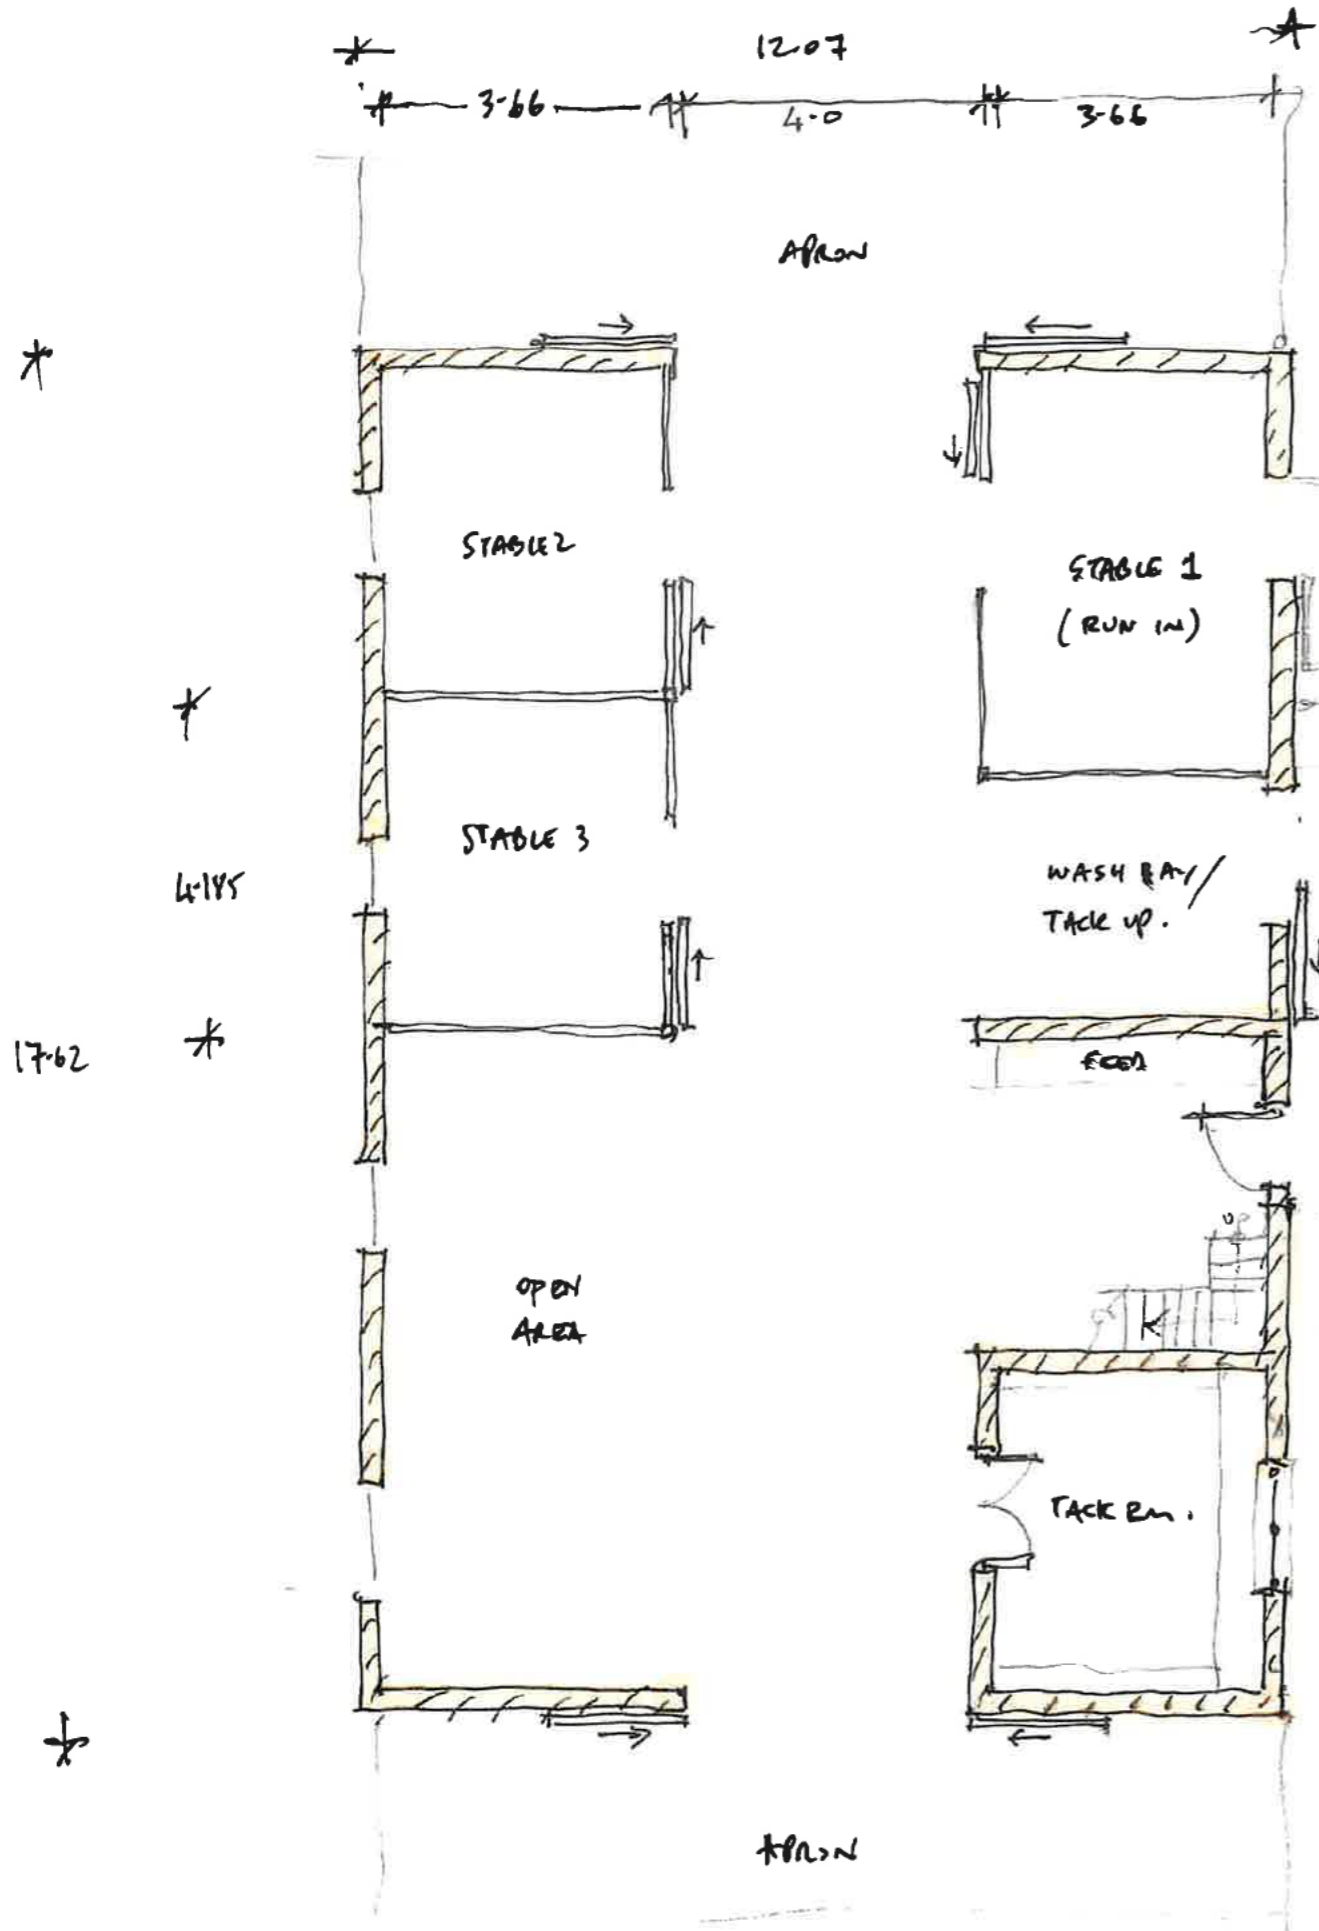 12.07
3.66
4.0
3.66
APRON
STABLE 2
STABLE 1
(RUN IN)
STABLE 3
4.185
WASH BAY/
TACK UP.
17.62
FEED
UP
OPEN
AREA
TACK RM.
APRON